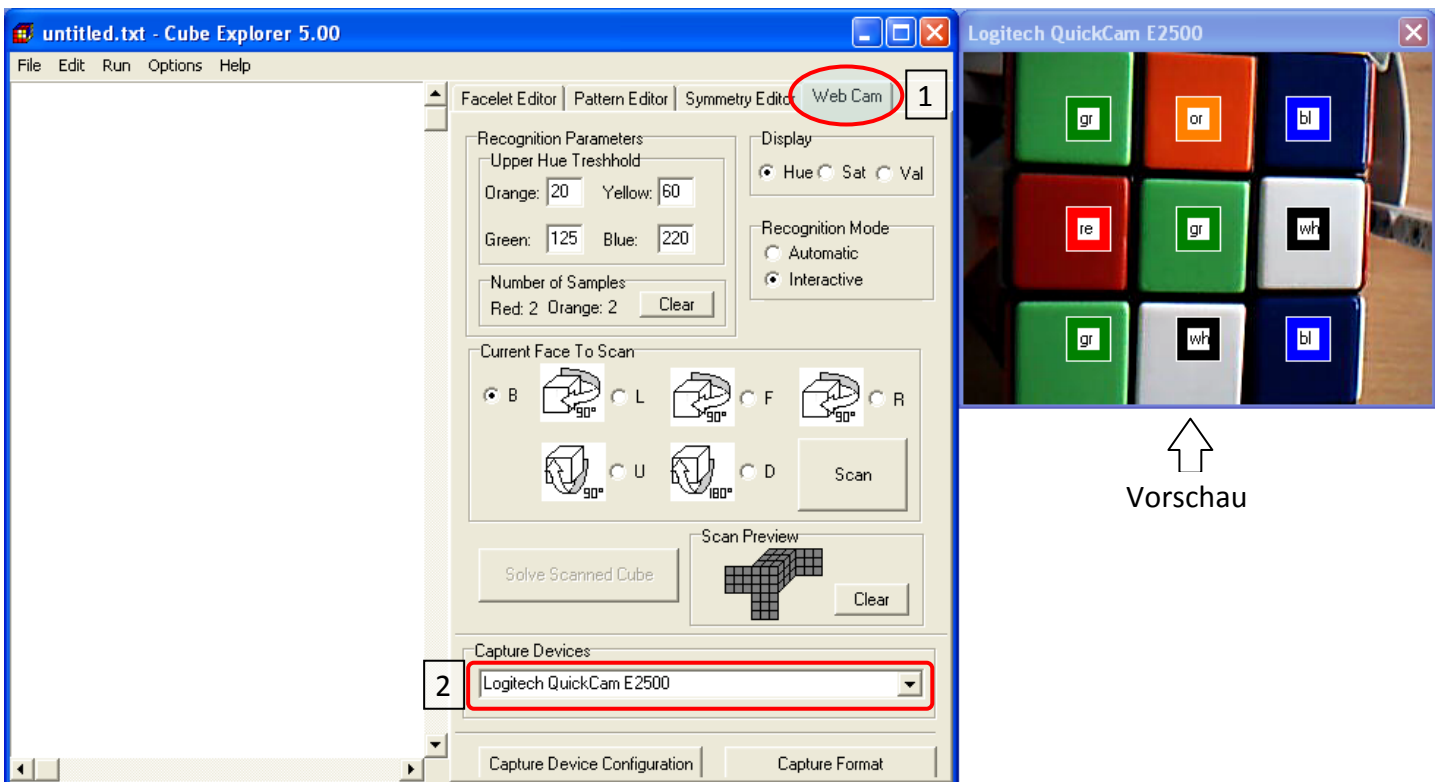 untitled.txt - Cube Explorer 5.00
File Edit Run Options Help
Facelet Editor Pattern Editor Symmetry Editor Web Cam
1
Recognition Parameters
Upper Hue Treshhold
Orange: 20 Yellow: 60
Green: 125 Blue: 220
Number of Samples
Red: 2 Orange: 2 Clear
Display
Hue Sat Val
Recognition Mode
Automatic
Interactive
Current Face To Scan
B 90° L 90° F 90° R
90° U 180° D Scan
Solve Scanned Cube
Scan Preview
Clear
Capture Devices
2
Logitech QuickCam E2500
Capture Device Configuration Capture Format
Logitech QuickCam E2500
gr or bl
re gr wh
gr wh bl
Vorschau